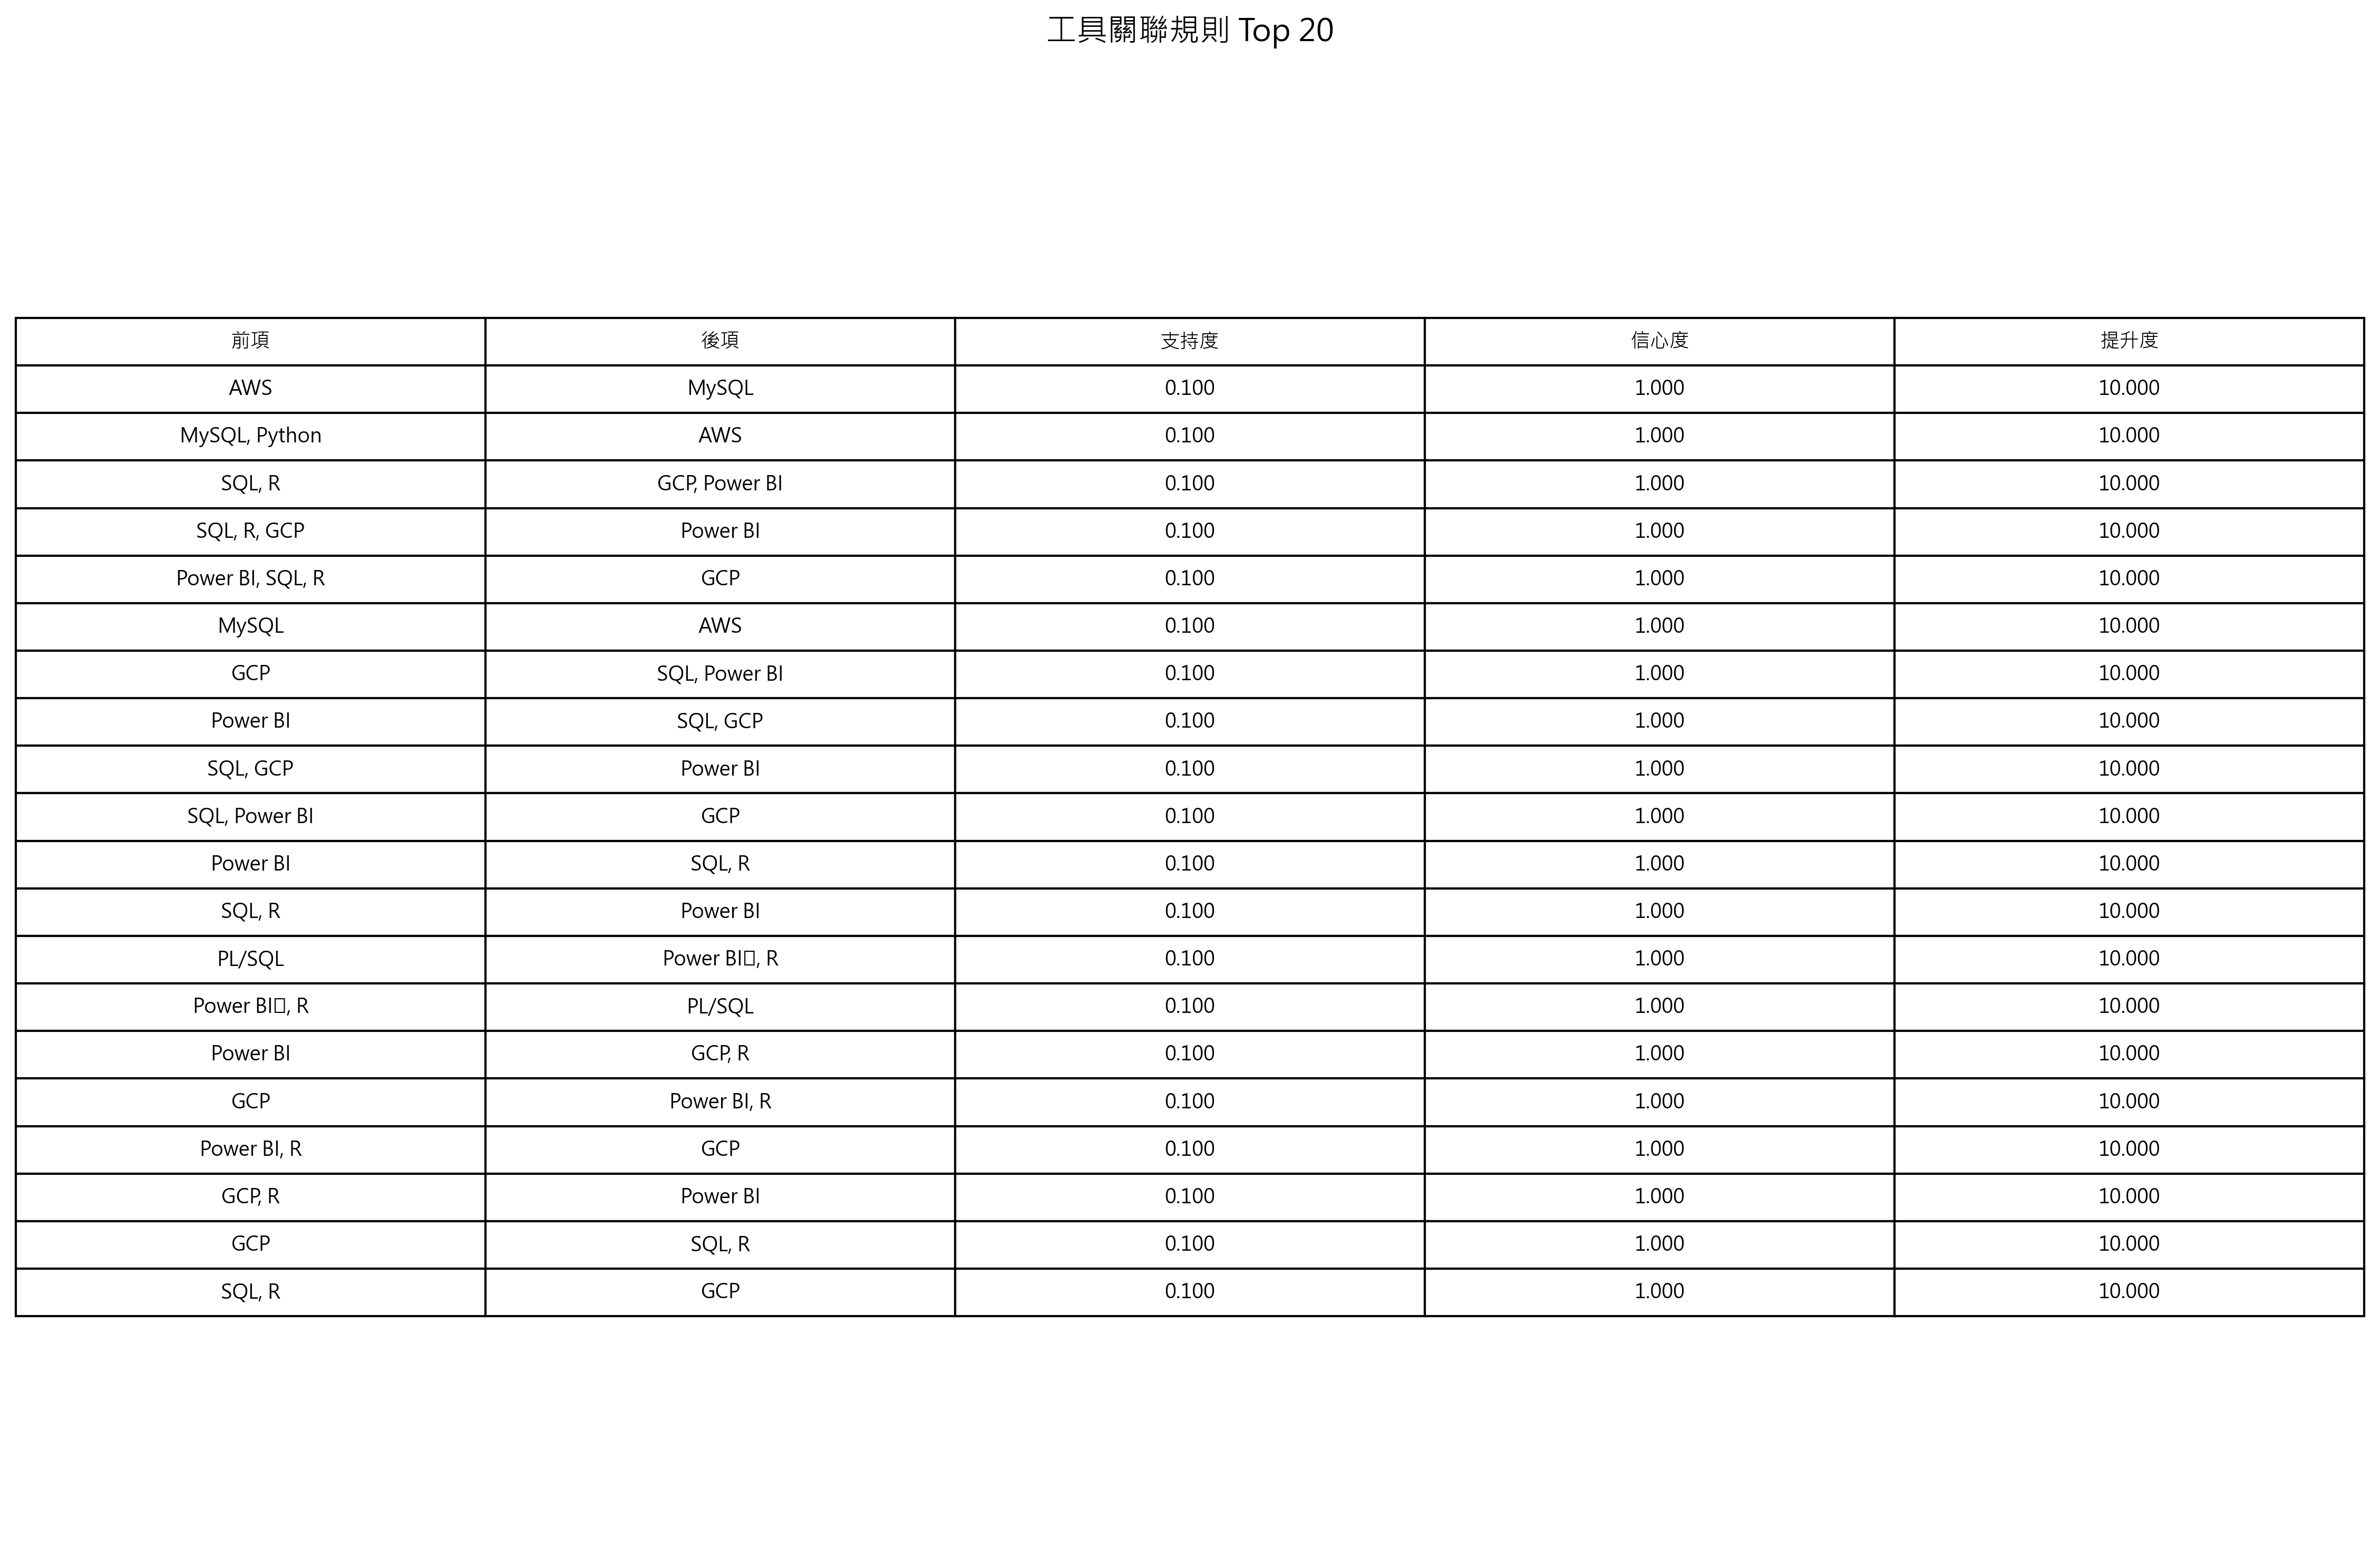 工具關聯規則 Top 20
前項 後項 支持度 信心度 提升度
AWS MySQL 0.100 1.000 10.000
MySQL, Python AWS 0.100 1.000 10.000
SQL, R GCP, Power BI 0.100 1.000 10.000
SQL, R, GCP Power BI 0.100 1.000 10.000
Power BI, SQL, R GCP 0.100 1.000 10.000
MySQL AWS 0.100 1.000 10.000
GCP SQL, Power BI 0.100 1.000 10.000
Power BI SQL, GCP 0.100 1.000 10.000
SQL, GCP Power BI 0.100 1.000 10.000
SQL, Power BI GCP 0.100 1.000 10.000
Power BI SQL, R 0.100 1.000 10.000
SQL, R Power BI 0.100 1.000 10.000
PL/SQL Power BI▯, R 0.100 1.000 10.000
Power BI▯, R PL/SQL 0.100 1.000 10.000
Power BI GCP, R 0.100 1.000 10.000
GCP Power BI, R 0.100 1.000 10.000
Power BI, R GCP 0.100 1.000 10.000
GCP, R Power BI 0.100 1.000 10.000
GCP SQL, R 0.100 1.000 10.000
SQL, R GCP 0.100 1.000 10.000